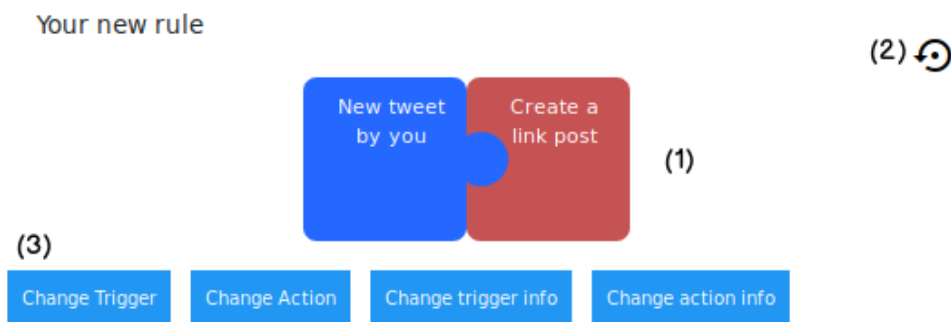 Your new rule
(2)
New tweet
by you
Create a
link post
(1)
(3)
Change Trigger
Change Action
Change trigger info
Change action info